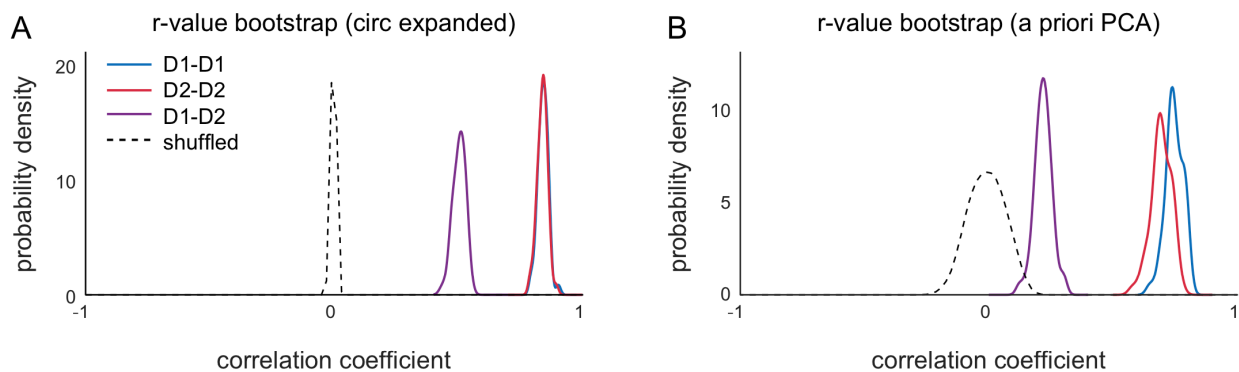 A
r-value bootstrap (circ expanded)
probability density
20
10
0
D1-D1
D2-D2
D1-D2
shuffled
-1
0
1
correlation coefficient
B
r-value bootstrap (a priori PCA)
probability density
10
5
0
-1
0
1
correlation coefficient